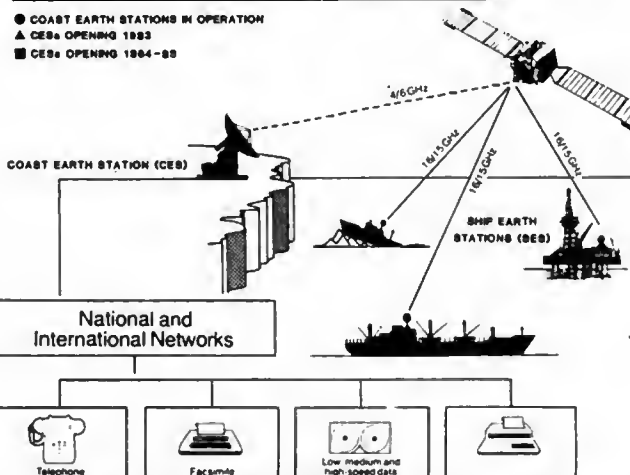 ● COAST EARTH STATIONS IN OPERATION
▲ CESs OPENING 1983
■ CESs OPENING 1984-85
4/6GHz
COAST EARTH STATION (CES)
16/15GHz
16/15GHz
16/15GHz
SHIP EARTH
STATIONS (SES)
National and
International Networks
Telephone
Facsimile
Low medium and
high-speed data